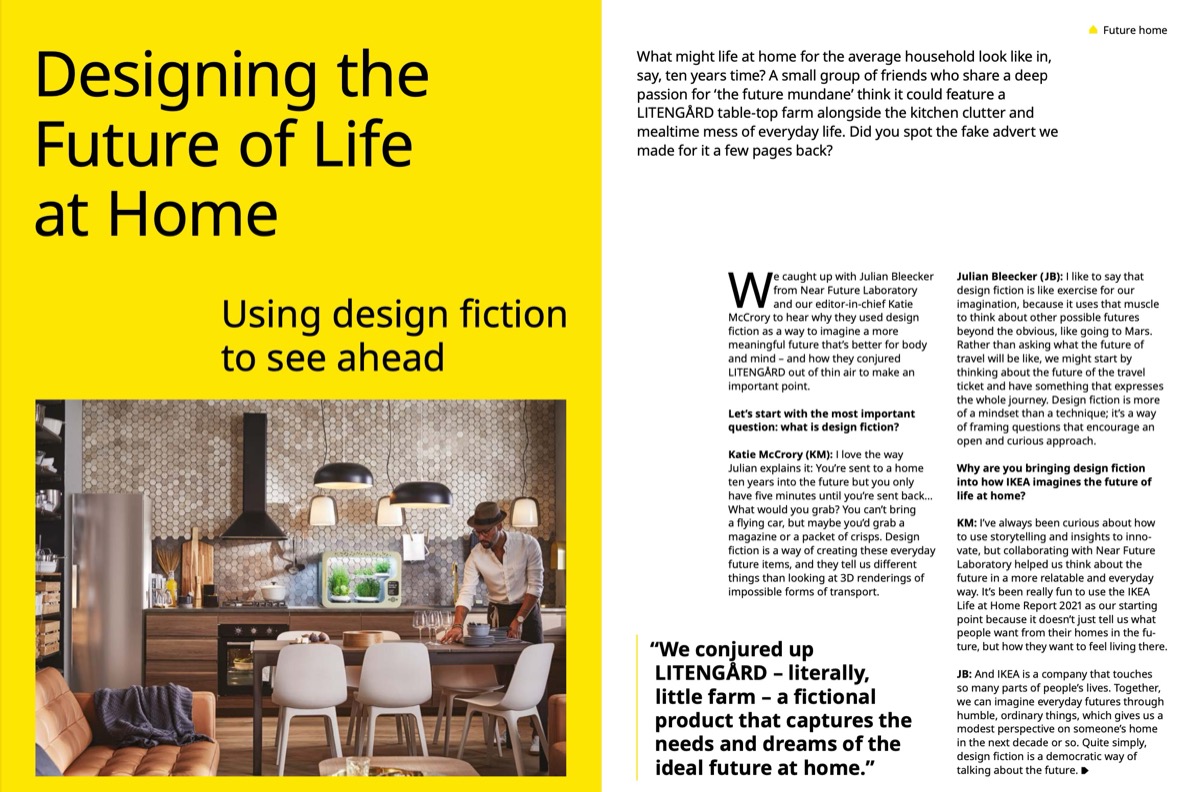 Designing the
Future of Life
at Home
Using design fiction
to see ahead
Future home
What might life at home for the average household look like in,
say, ten years time? A small group of friends who share a deep
passion for ‘the future mundane’ think it could feature a
LITENGÅRD table-top farm alongside the kitchen clutter and
mealtime mess of everyday life. Did you spot the fake advert we
made for it a few pages back?
We caught up with Julian Bleecker
from Near Future Laboratory
and our editor-in-chief Katie
McCrory to hear why they used design
fiction as a way to imagine a more
meaningful future that’s better for body
and mind – and how they conjured
LITENGÅRD out of thin air to make an
important point.
Let’s start with the most important
question: what is design fiction?
Katie McCrory (KM): I love the way
Julian explains it: You’re sent to a home
ten years into the future but you only
have five minutes until you’re sent back...
What would you grab? You can’t bring
a flying car, but maybe you’d grab a
magazine or a packet of crisps. Design
fiction is a way of creating these everyday
future items, and they tell us different
things than looking at 3D renderings of
impossible forms of transport.
“We conjured up
LITENGÅRD – literally,
little farm – a fictional
product that captures the
needs and dreams of the
ideal future at home.”
Julian Bleecker (JB): I like to say that
design fiction is like exercise for our
imagination, because it uses that muscle
to think about other possible futures
beyond the obvious, like going to Mars.
Rather than asking what the future of
travel will be like, we might start by
thinking about the future of the travel
ticket and have something that expresses
the whole journey. Design fiction is more
of a mindset than a technique; it’s a way
of framing questions that encourage an
open and curious approach.
Why are you bringing design fiction
into how IKEA imagines the future of
life at home?
KM: I’ve always been curious about how
to use storytelling and insights to inno-
vate, but collaborating with Near Future
Laboratory helped us think about the
future in a more relatable and everyday
way. It’s been really fun to use the IKEA
Life at Home Report 2021 as our starting
point because it doesn’t just tell us what
people want from their homes in the fu-
ture, but how they want to feel living there.
JB: And IKEA is a company that touches
so many parts of people’s lives. Together,
we can imagine everyday futures through
humble, ordinary things, which gives us a
modest perspective on someone’s home
in the next decade or so. Quite simply,
design fiction is a democratic way of
talking about the future.